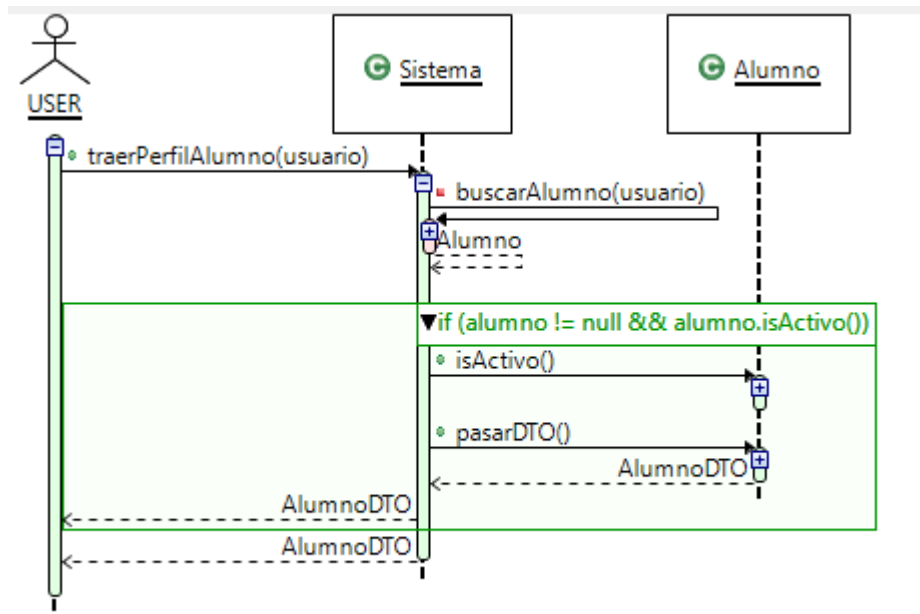 Sistema
Alumno
USER
traerPerfilAlumno(usuario)
buscarAlumno(usuario)
Alumno
if (alumno != null && alumno.isActivo())
isActivo()
pasarDTO()
AlumnoDTO
AlumnoDTO
AlumnoDTO